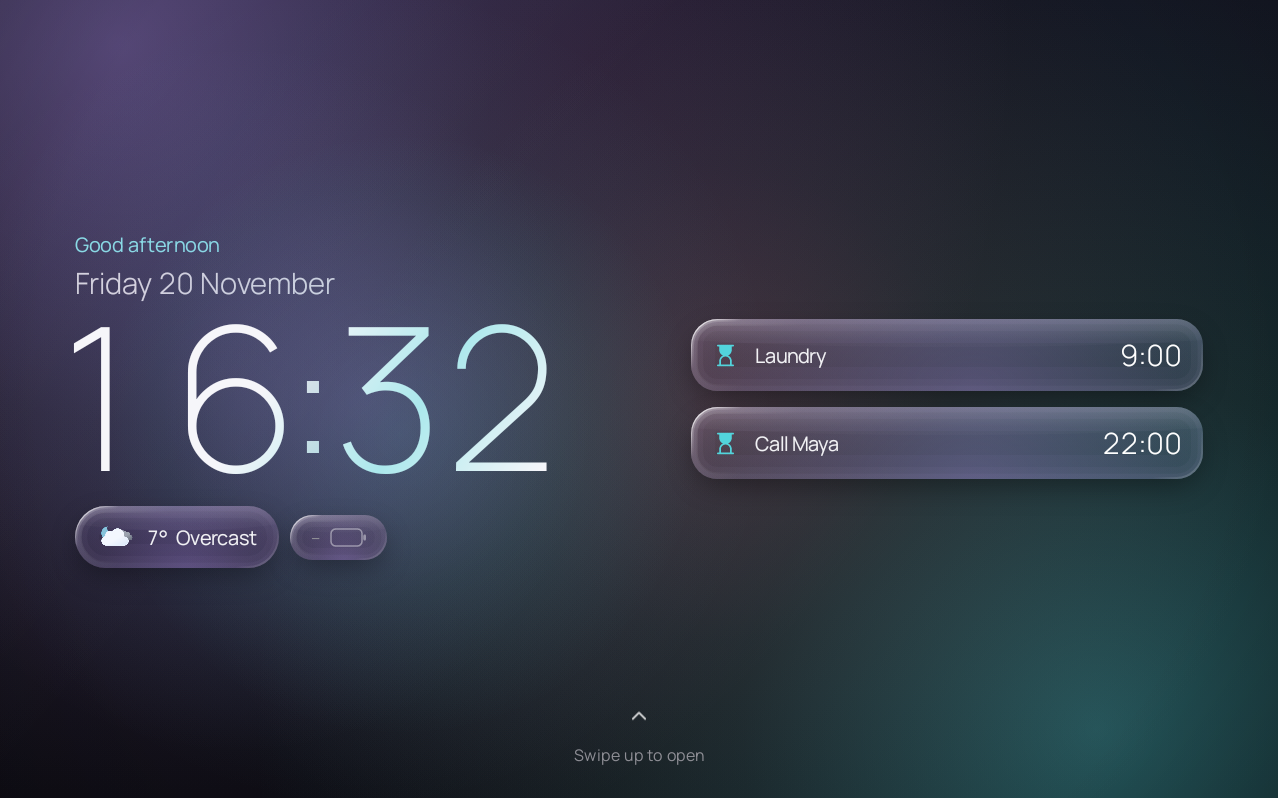 Good afternoon
Friday 20 November
16:32
7° Overcast
–
Laundry 9:00
Call Maya 22:00
Swipe up to open